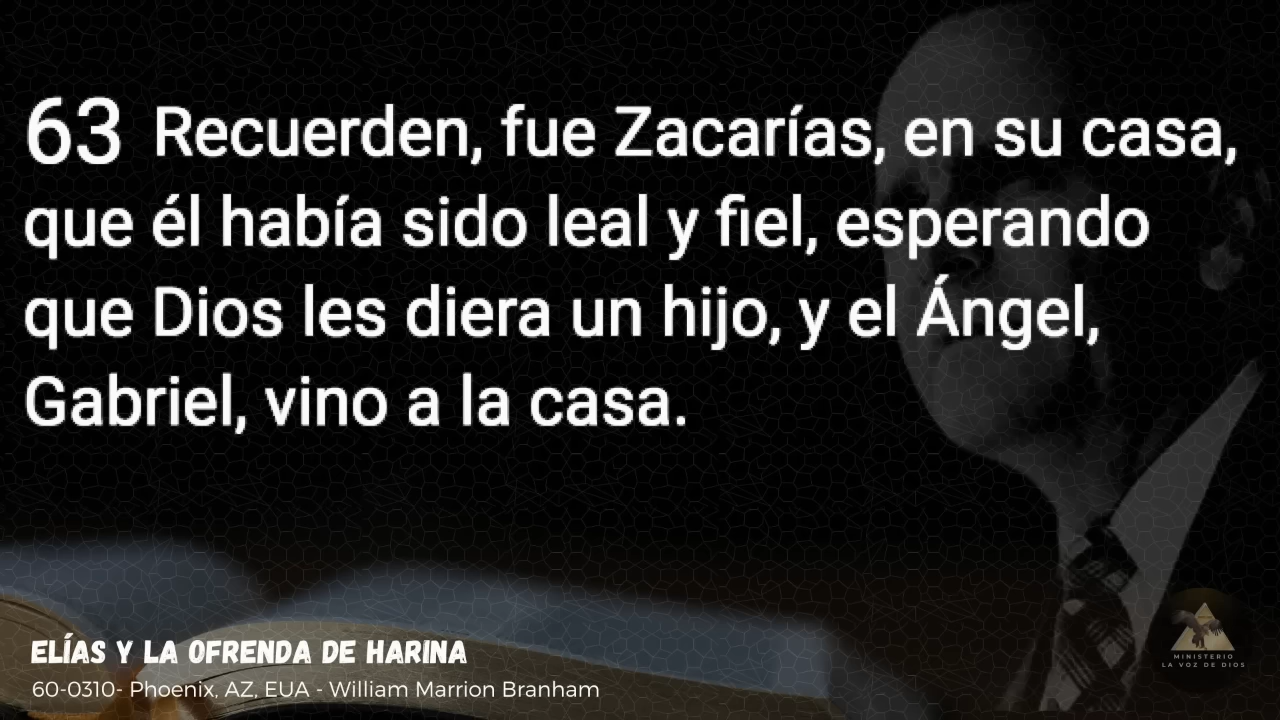 63 Recuerden, fue Zacarías, en su casa,
que él había sido leal y fiel, esperando
que Dios les diera un hijo, y el Ángel,
Gabriel, vino a la casa.
ELÍAS Y LA OFRENDA DE HARINA
60-0310- Phoenix, AZ, EUA - William Marrion Branham
MINISTERIO
LA VOZ DE DIOS